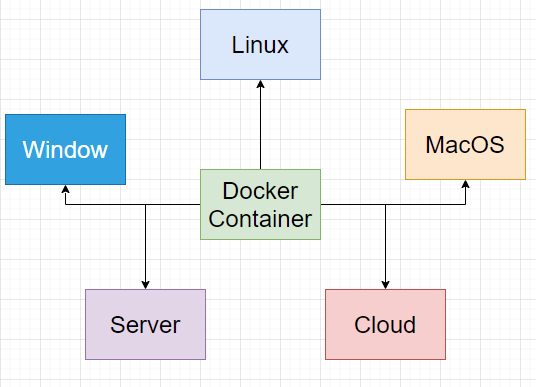 Linux
Window
MacOS
Docker
Container
Server
Cloud